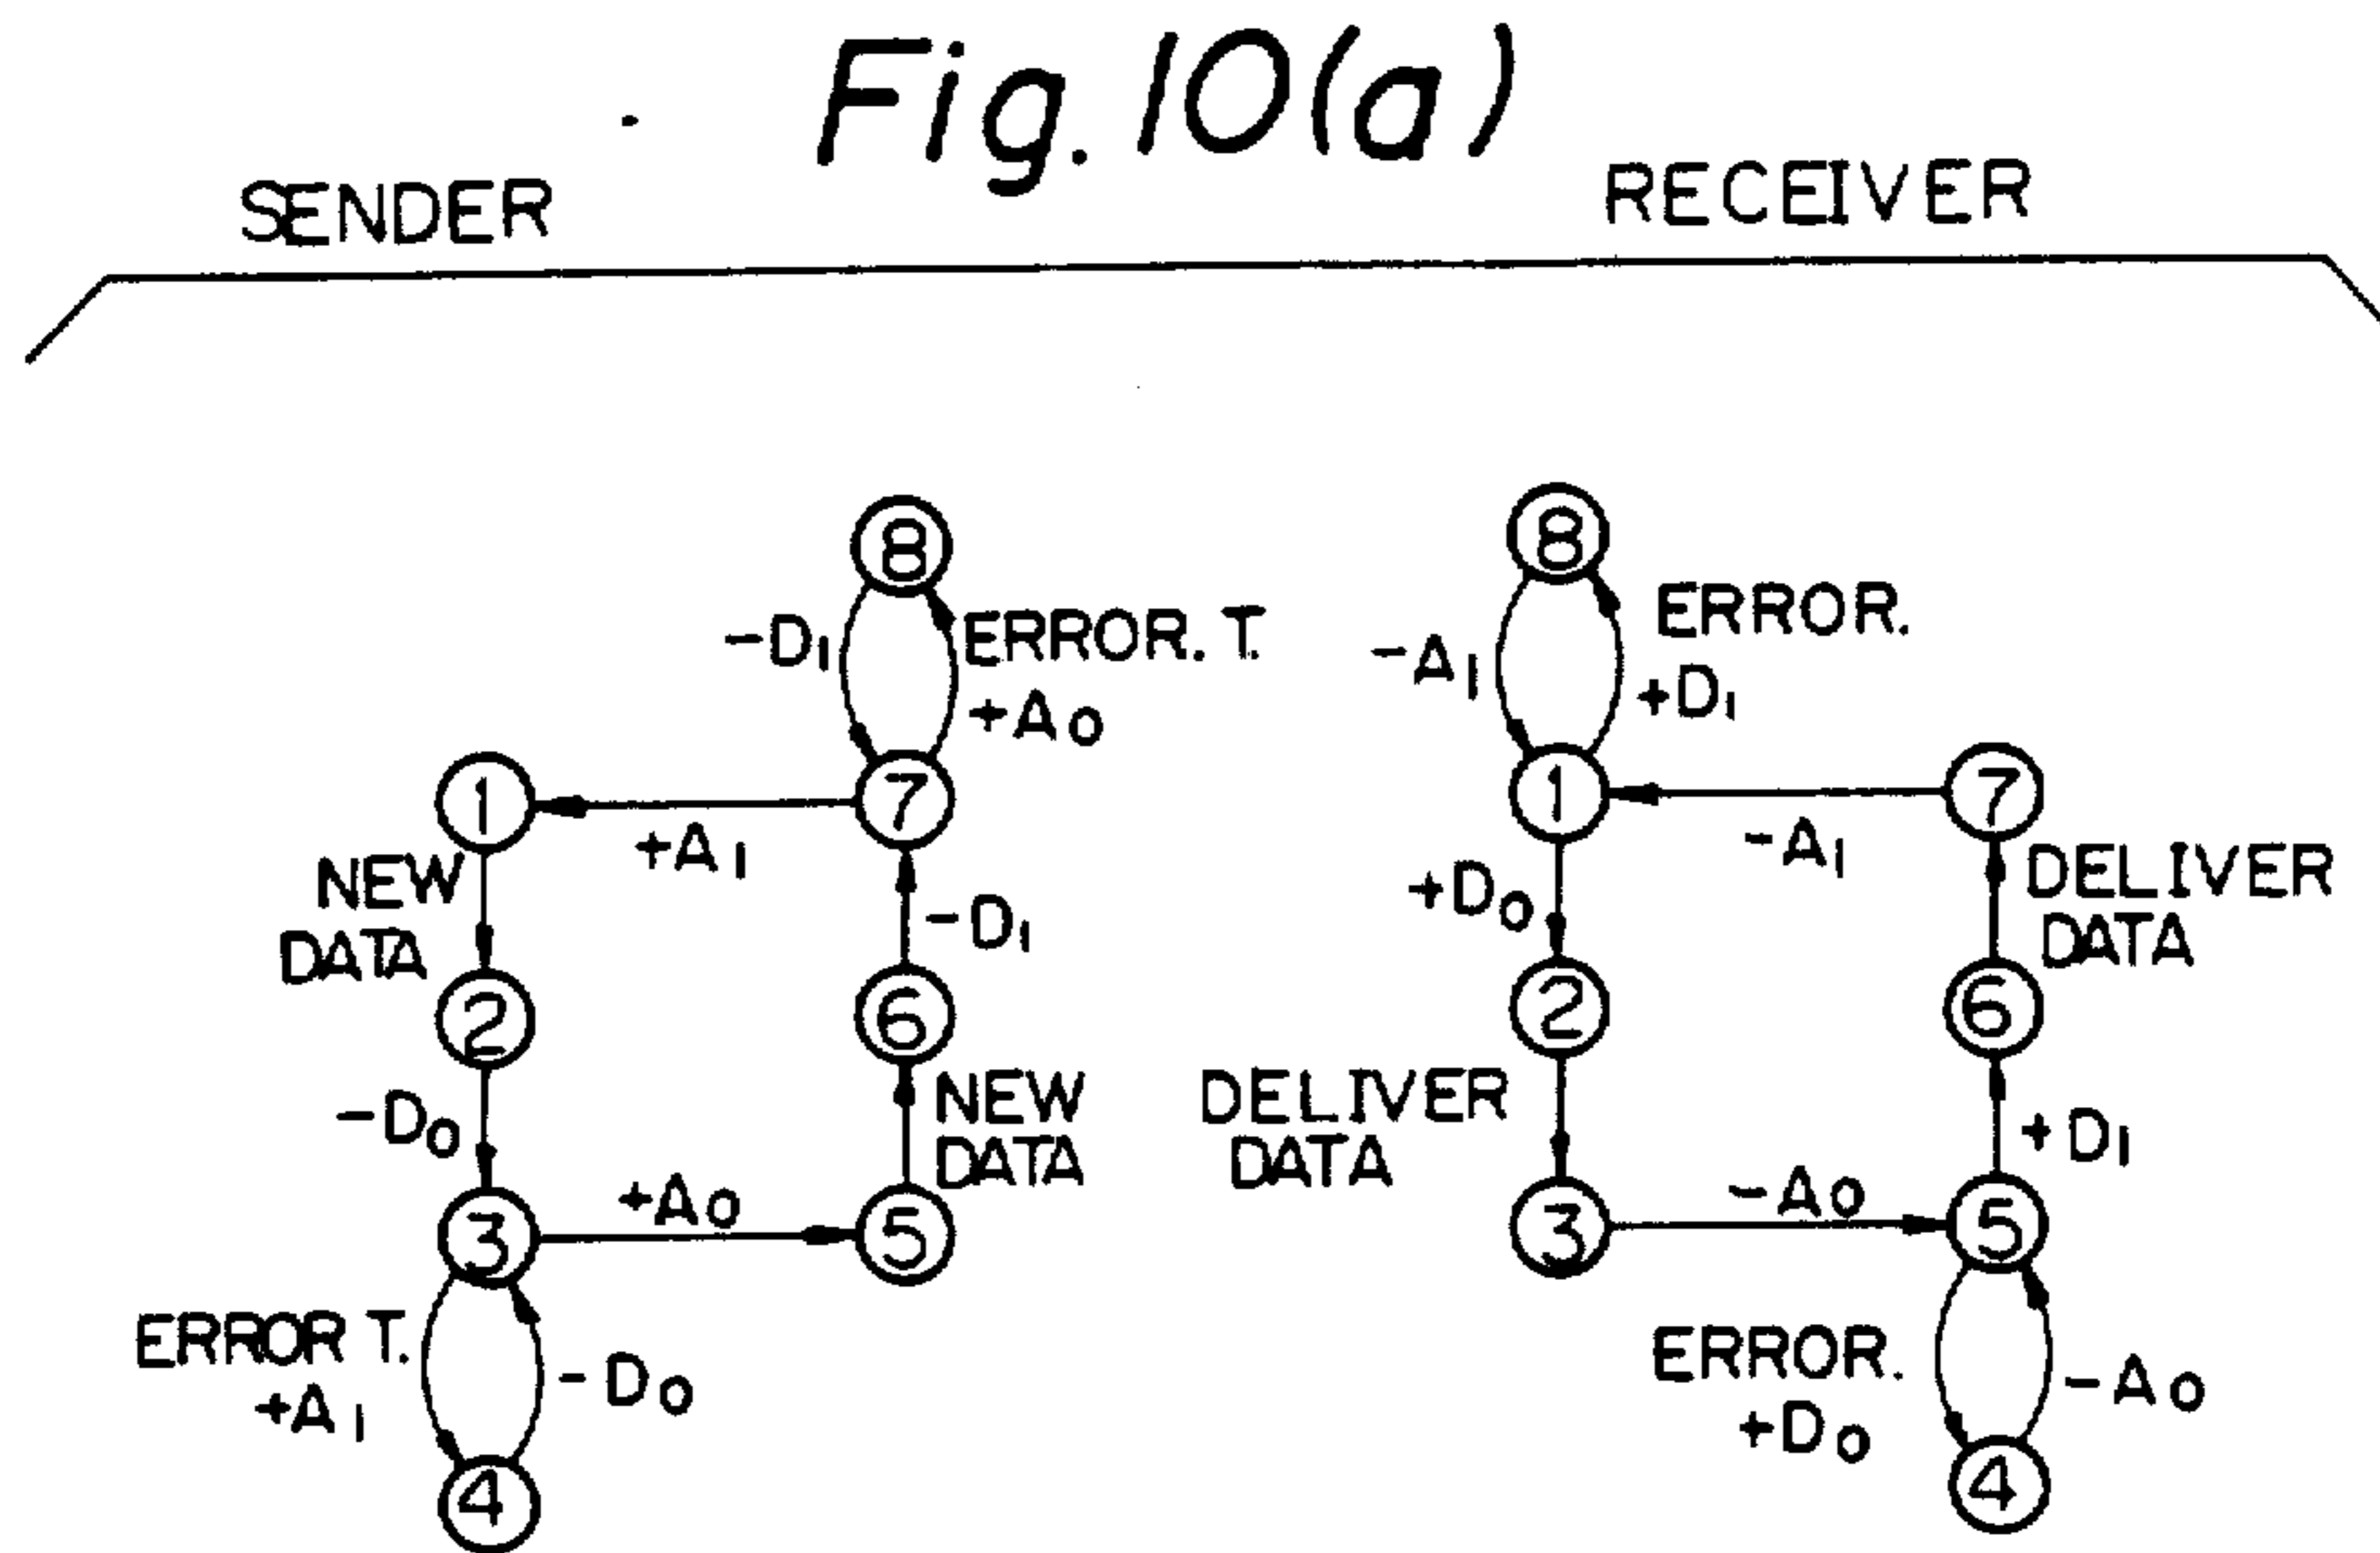 Fig. 10(a)
SENDER
RECEIVER
8
-D1
ERROR. T.
+A0
1
7
+A1
NEW
DATA
-D1
2
6
-D0
NEW
DATA
+A0
3
5
ERROR T.
+A1
-D0
4
8
ERROR.
-A1
+D1
1
7
-A1
+D0
DELIVER
DATA
2
6
DELIVER
DATA
+D1
-A0
3
5
ERROR.
+D0
-A0
4